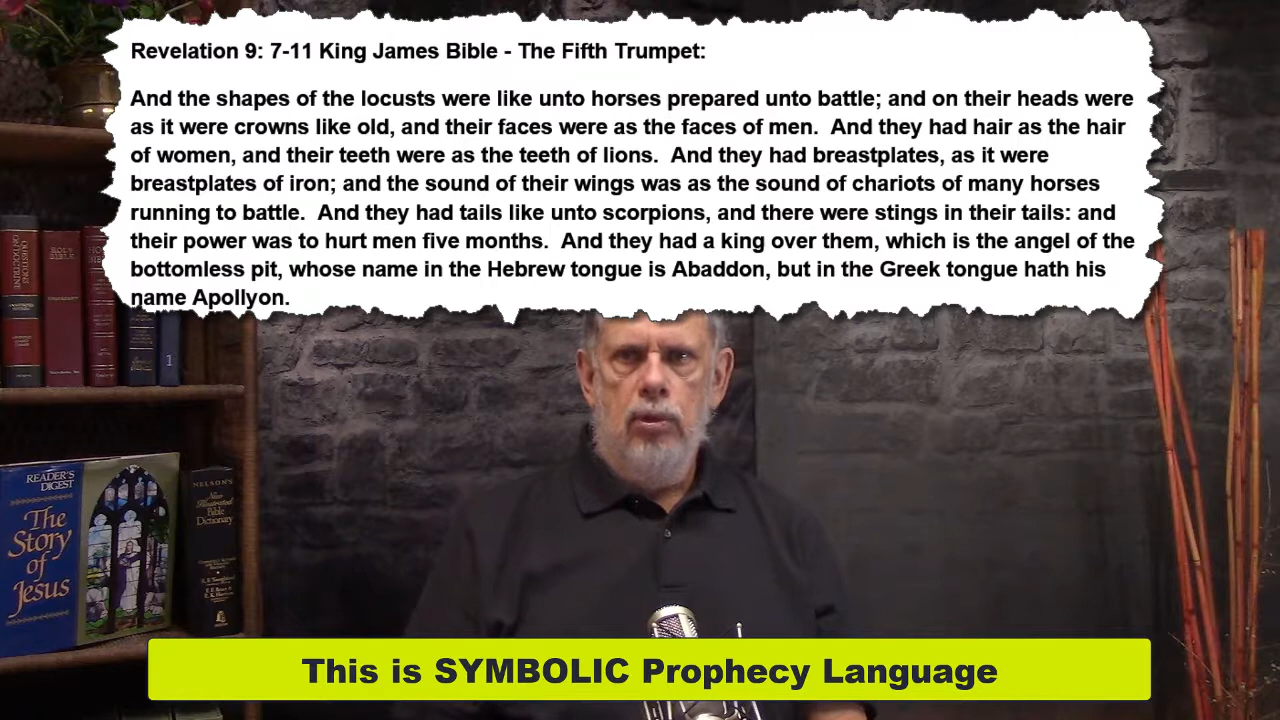 Revelation 9: 7-11 King James Bible - The Fifth Trumpet:
And the shapes of the locusts were like unto horses prepared unto battle; and on their heads were
as it were crowns like old, and their faces were as the faces of men. And they had hair as the hair
of women, and their teeth were as the teeth of lions. And they had breastplates, as it were
breastplates of iron; and the sound of their wings was as the sound of chariots of many horses
running to battle. And they had tails like unto scorpions, and there were stings in their tails: and
their power was to hurt men five months. And they had a king over them, which is the angel of the
bottomless pit, whose name in the Hebrew tongue is Abaddon, but in the Greek tongue hath his
name Apollyon.
QUESTIONS
ON DOCTRINE
HOLY
BIBLE
1
READER'S
DIGEST
The
Story
of
Jesus
NELSON'S
New
Illustrated
Bible
Dictionary
This is SYMBOLIC Prophecy Language